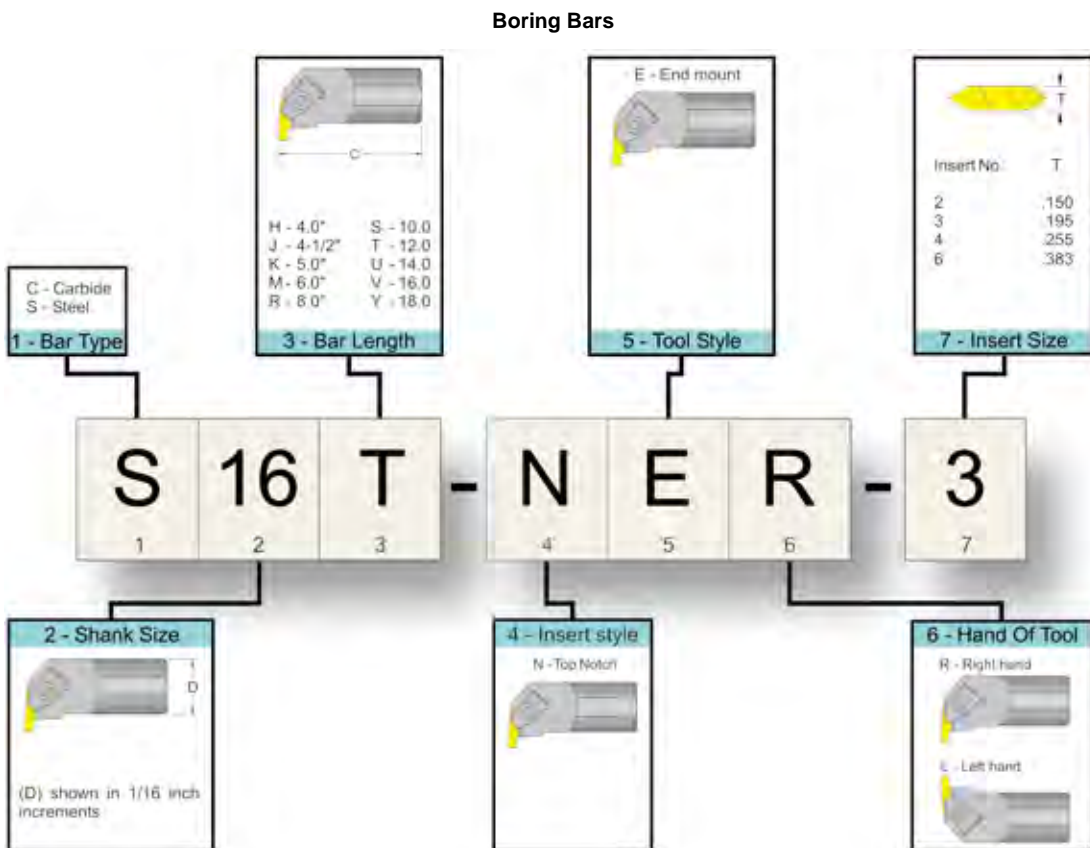 Boring Bars
C
H - 4.0" S - 10.0
J - 4-1/2" T - 12.0
K - 5.0" U - 14.0
M - 6.0" V - 16.0
R - 8.0" Y - 18.0
3 - Bar Length
E - End mount
5 - Tool Style
T
Insert No. T
2 .150
3 .195
4 .255
6 .383
7 - Insert Size
C - Carbide
S - Steel
1 - Bar Type
S 16 T - N E R - 3
1 2 3 4 5 6 7
2 - Shank Size
D
(D) shown in 1/16 inch
increments
4 - Insert style
N - Top Notch
6 - Hand Of Tool
R - Right hand
L - Left hand